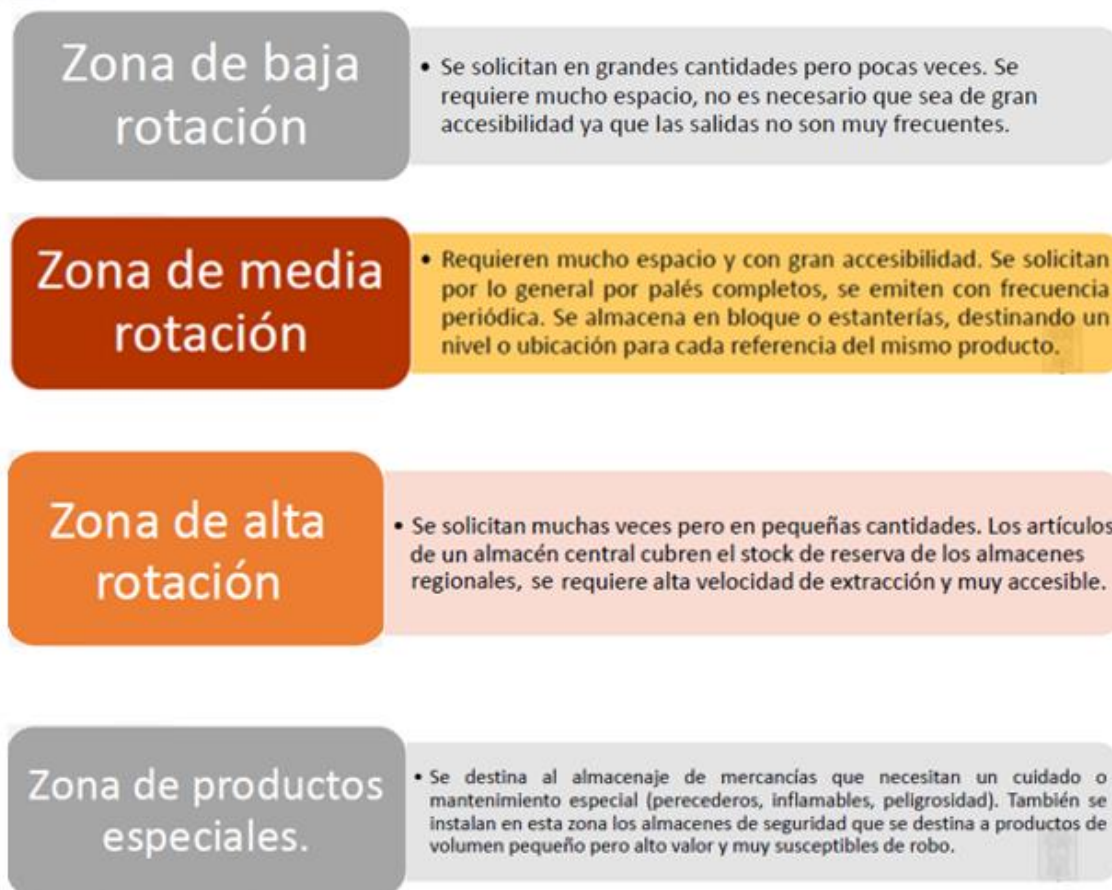 Zona de baja
rotación
• Se solicitan en grandes cantidades pero pocas veces. Se
requiere mucho espacio, no es necesario que sea de gran
accesibilidad ya que las salidas no son muy frecuentes.
Zona de media
rotación
• Requieren mucho espacio y con gran accesibilidad. Se solicitan
por lo general por palés completos, se emiten con frecuencia
periódica. Se almacena en bloque o estanterías, destinando un
nivel o ubicación para cada referencia del mismo producto.
Zona de alta
rotación
• Se solicitan muchas veces pero en pequeñas cantidades. Los artículos
de un almacén central cubren el stock de reserva de los almacenes
regionales, se requiere alta velocidad de extracción y muy accesible.
Zona de productos
especiales.
• Se destina al almacenaje de mercancías que necesitan un cuidado o
mantenimiento especial (perecederos, inflamables, peligrosidad). También se
instalan en esta zona los almacenes de seguridad que se destina a productos de
volumen pequeño pero alto valor y muy susceptibles de robo.